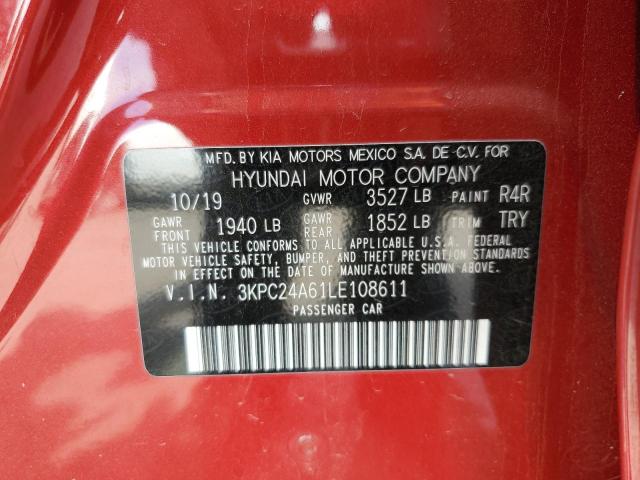 MFD. BY KIA MOTORS MEXICO S.A. DE C.V. FOR
HYUNDAI MOTOR COMPANY
10/19 GVWR 3527 LB PAINT R4R
GAWR FRONT 1940 LB GAWR REAR 1852 LB TRIM TRY
THIS VEHICLE CONFORMS TO ALL APPLICABLE U.S.A. FEDERAL
MOTOR VEHICLE SAFETY, BUMPER, AND THEFT PREVENTION STANDARDS
IN EFFECT ON THE DATE OF MANUFACTURE SHOWN ABOVE.
V.I.N. 3KPC24A61LE108611
PASSENGER CAR